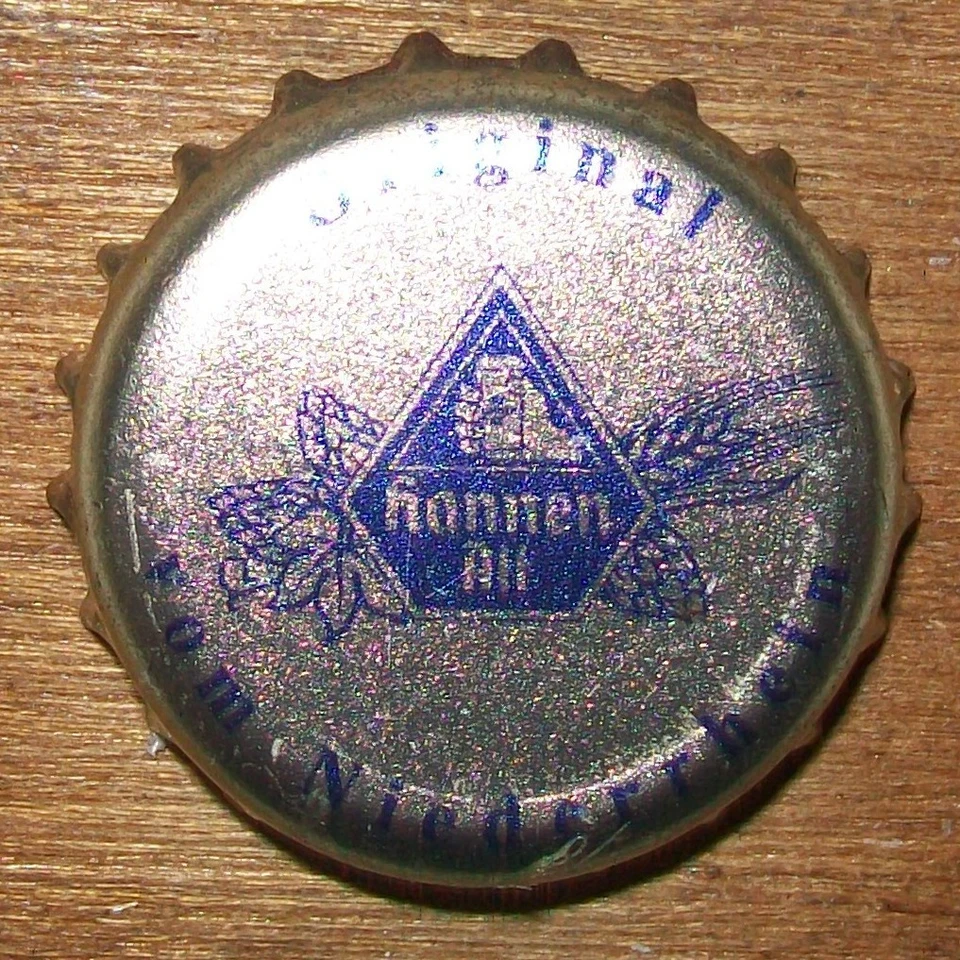 Original
Hannen
Alt
vom Niederrhein